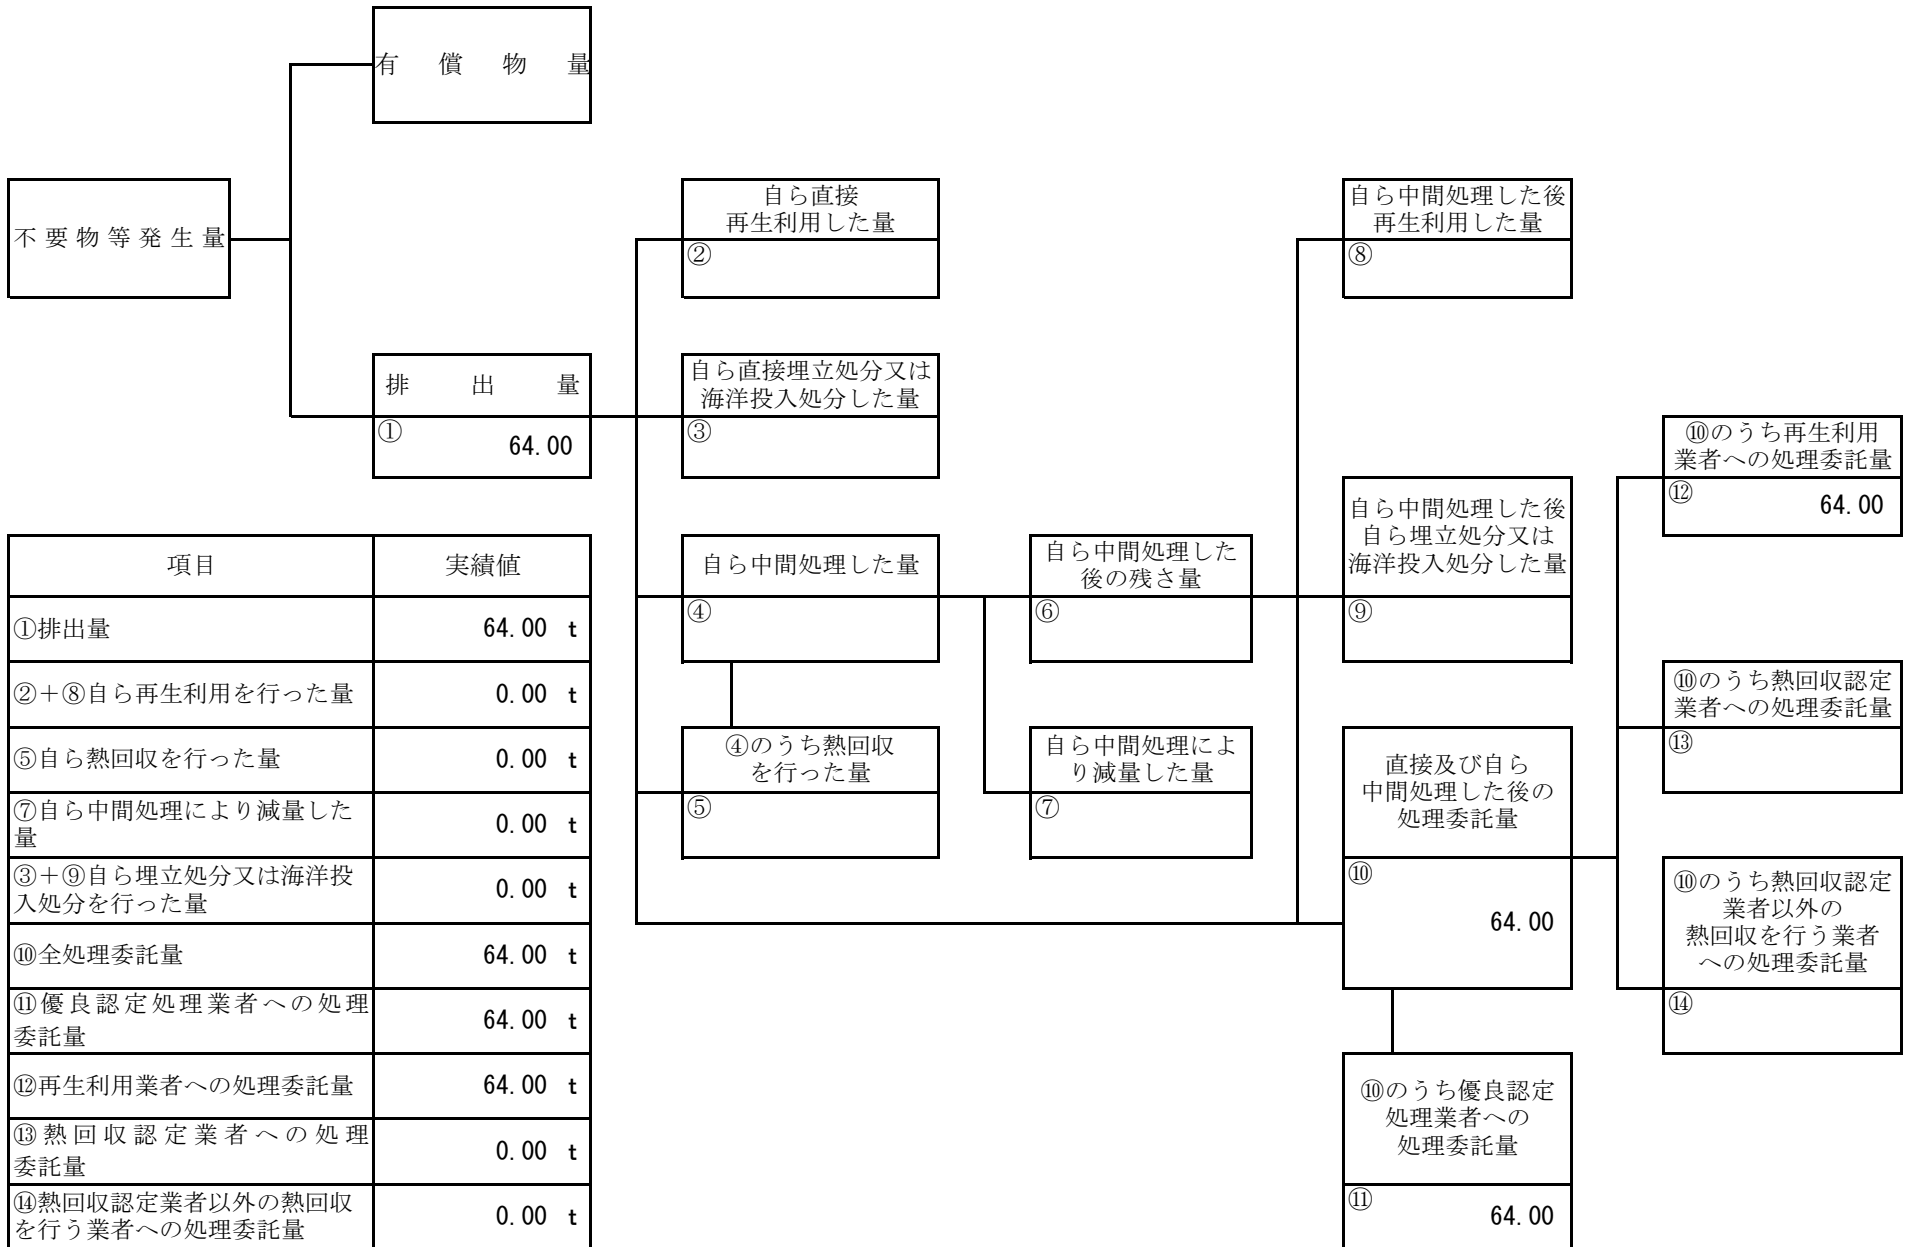 有償物量
不要物等発生量
排出量
①
64.00
自ら直接
再生利用した量
②
自ら直接埋立処分又は
海洋投入処分した量
③
自ら中間処理した量
④
④のうち熱回収
を行った量
⑤
自ら中間処理した
後の残さ量
⑥
自ら中間処理によ
り減量した量
⑦
自ら中間処理した後
再生利用した量
⑧
自ら中間処理した後
自ら埋立処分又は
海洋投入処分した量
⑨
直接及び自ら
中間処理した後の
処理委託量
⑩
64.00
⑩のうち優良認定
処理業者への
処理委託量
⑪
64.00
⑩のうち再生利用
業者への処理委託量
⑫
64.00
⑩のうち熱回収認定
業者への処理委託量
⑬
⑩のうち熱回収認定
業者以外の
熱回収を行う業者
への処理委託量
⑭
項目 実績値
①排出量 64.00 t
②+⑧自ら再生利用を行った量 0.00 t
⑤自ら熱回収を行った量 0.00 t
⑦自ら中間処理により減量した
量 0.00 t
③+⑨自ら埋立処分又は海洋投
入処分を行った量 0.00 t
⑩全処理委託量 64.00 t
⑪優良認定処理業者への処理
委託量 64.00 t
⑫再生利用業者への処理委託量 64.00 t
⑬熱回収認定業者への処理
委託量 0.00 t
⑭熱回収認定業者以外の熱回収
を行う業者への処理委託量 0.00 t